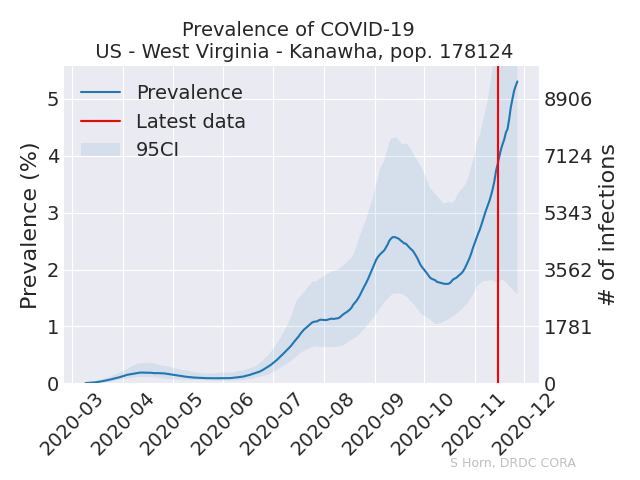 Prevalence of COVID-19
US - West Virginia - Kanawha, pop. 178124
Prevalence
Latest data
95CI
Prevalence (%)
5
4
3
2
1
0
8906
7124
5343
3562
1781
0
# of infections
2020-03
2020-04
2020-05
2020-06
2020-07
2020-08
2020-09
2020-10
2020-11
2020-12
S Horn, DRDC CORA